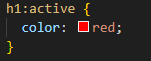 h1:active {
  color: red;
}